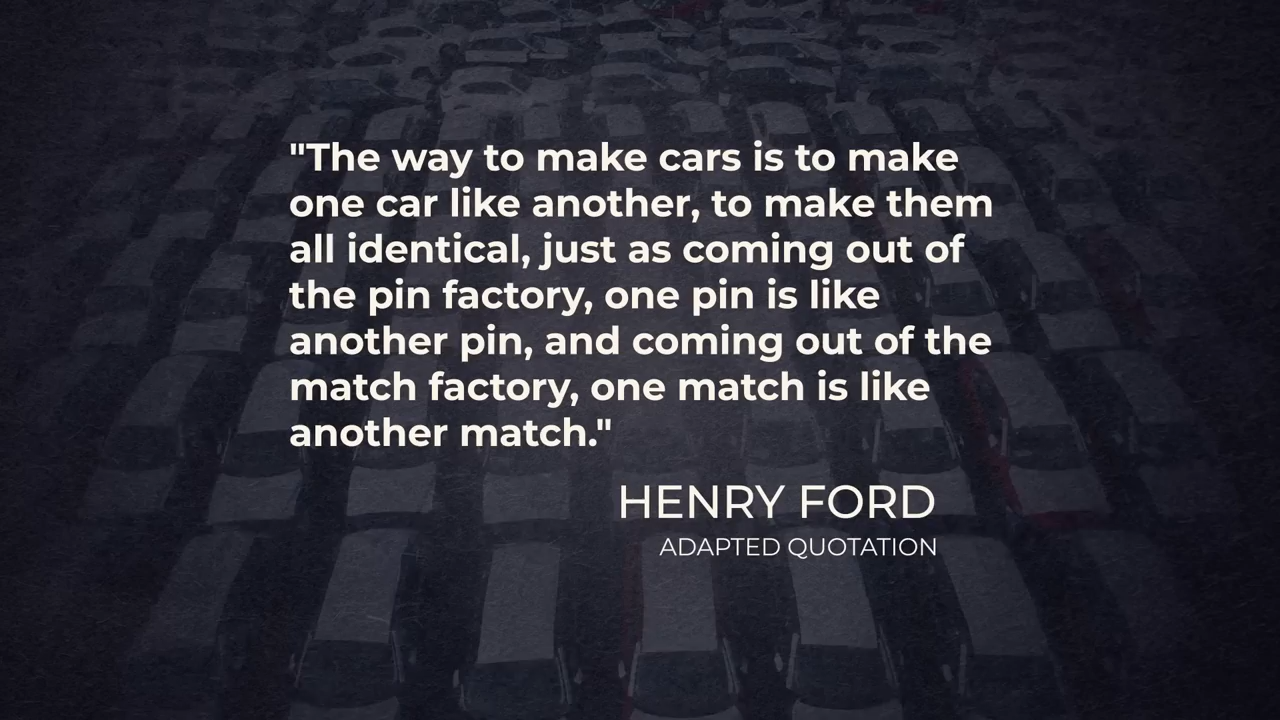 "The way to make cars is to make
one car like another, to make them
all identical, just as coming out of
the pin factory, one pin is like
another pin, and coming out of the
match factory, one match is like
another match."
HENRY FORD
ADAPTED QUOTATION